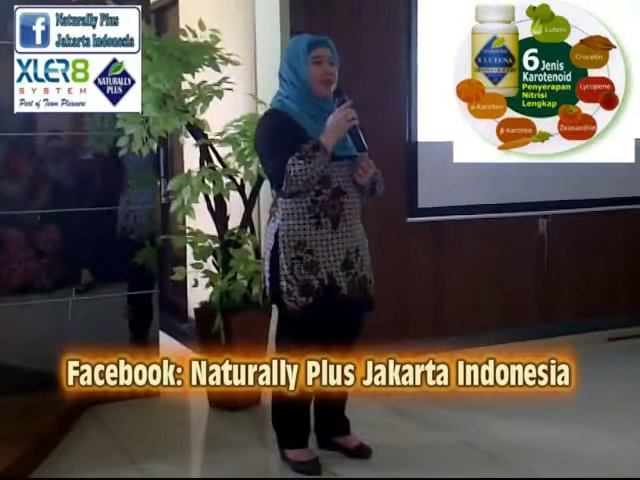 Naturally Plus
Jakarta Indonesia
XLER8
SYSTEM
Part of Team Pleasure
NATURALLY
PLUS
S LUTENA
6 Jenis
Karotenoid
Penyerapan
Nitrisi
Lengkap
Lutein
Crocetin
Lycopene
Zeaxanthin
β-karoten
α-karoten
Facebook: Naturally Plus Jakarta Indonesia